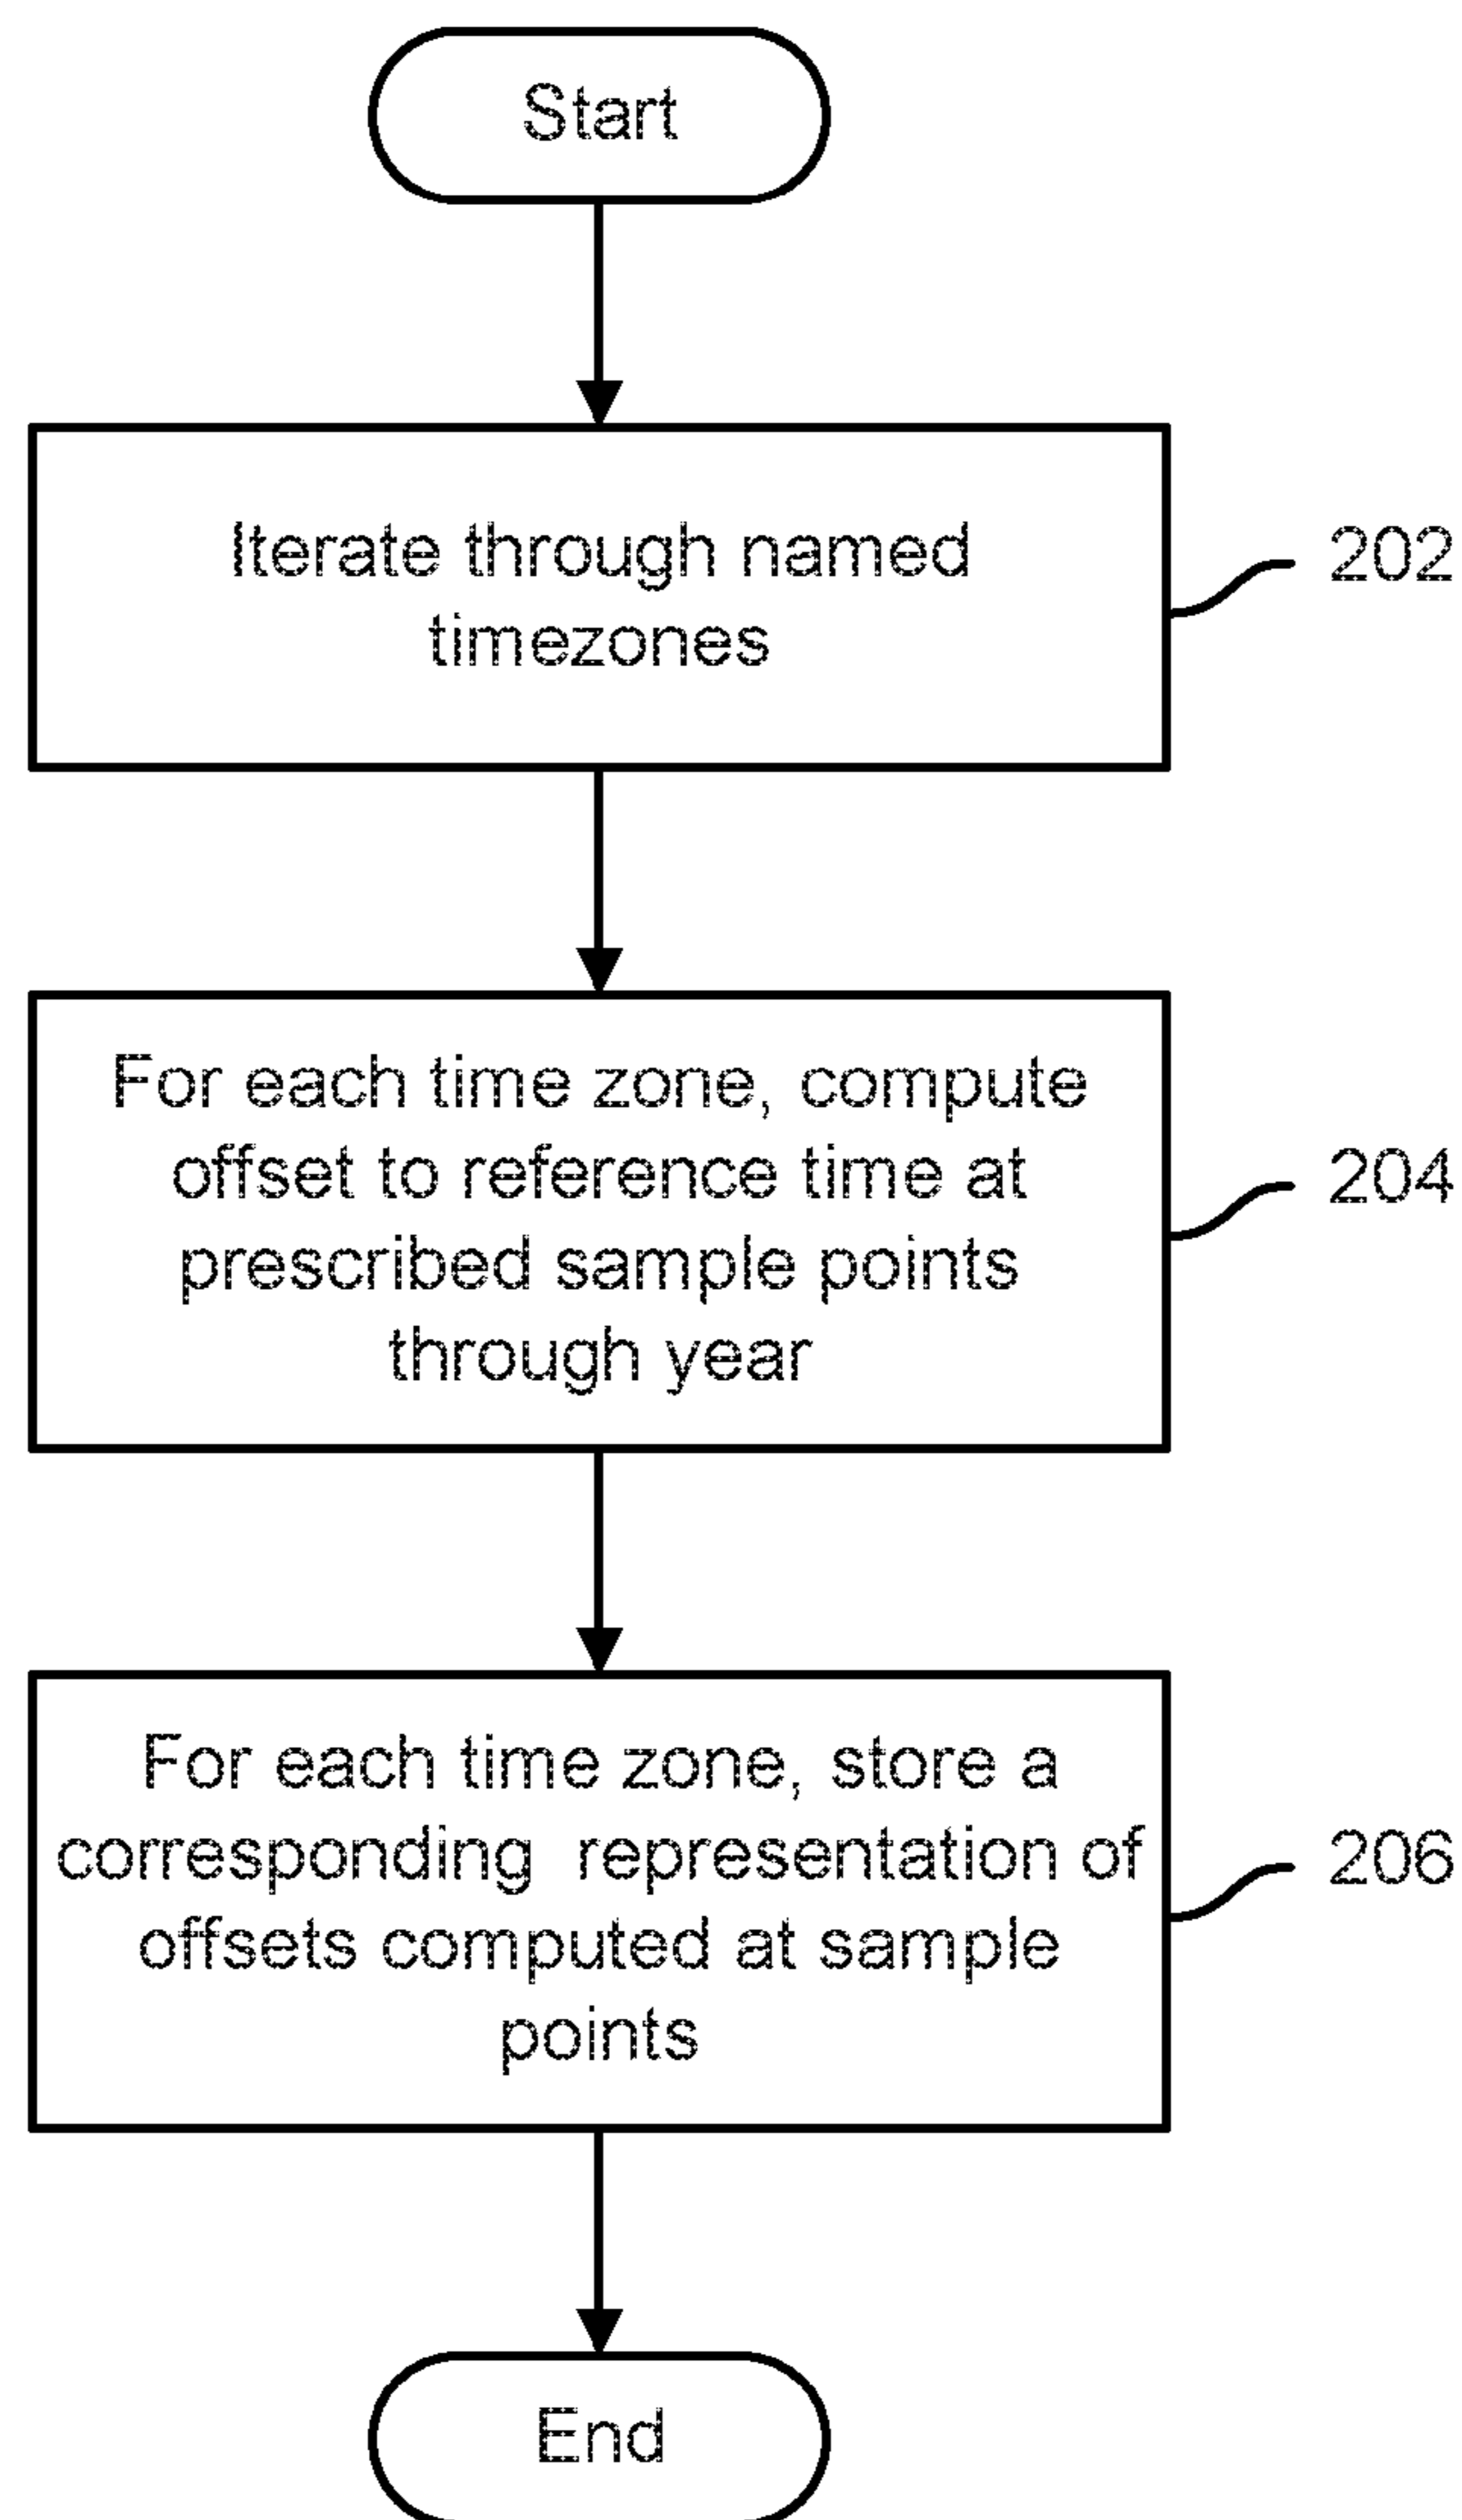 Start
Iterate through named
timezones
202
For each time zone, compute
offset to reference time at
prescribed sample points
through year
204
For each time zone, store a
corresponding representation of
offsets computed at sample
points
206
End